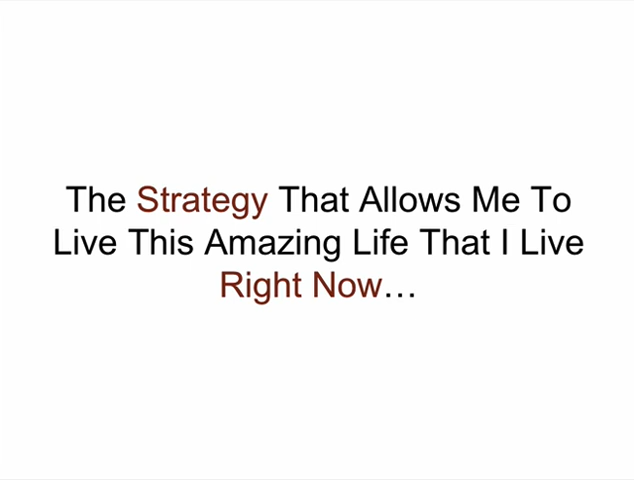 The Strategy That Allows Me To
Live This Amazing Life That I Live
Right Now…